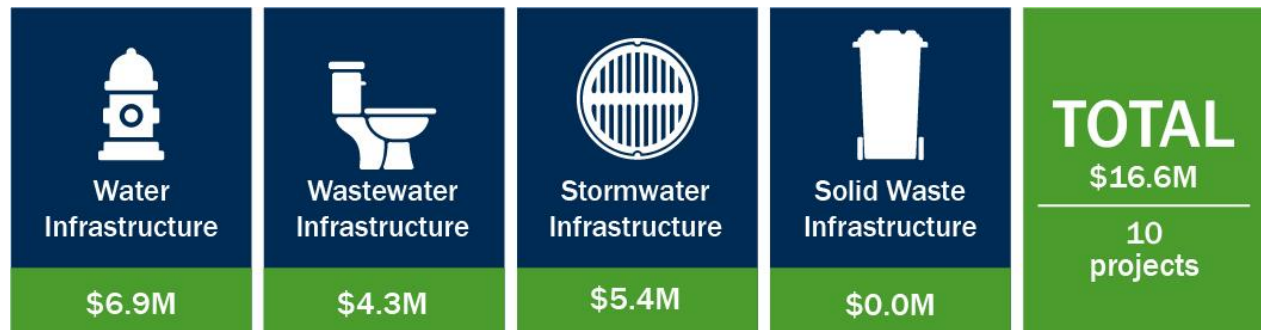 Water
Infrastructure
$6.9M
Wastewater
Infrastructure
$4.3M
Stormwater
Infrastructure
$5.4M
Solid Waste
Infrastructure
$0.0M
TOTAL
$16.6M
10
projects